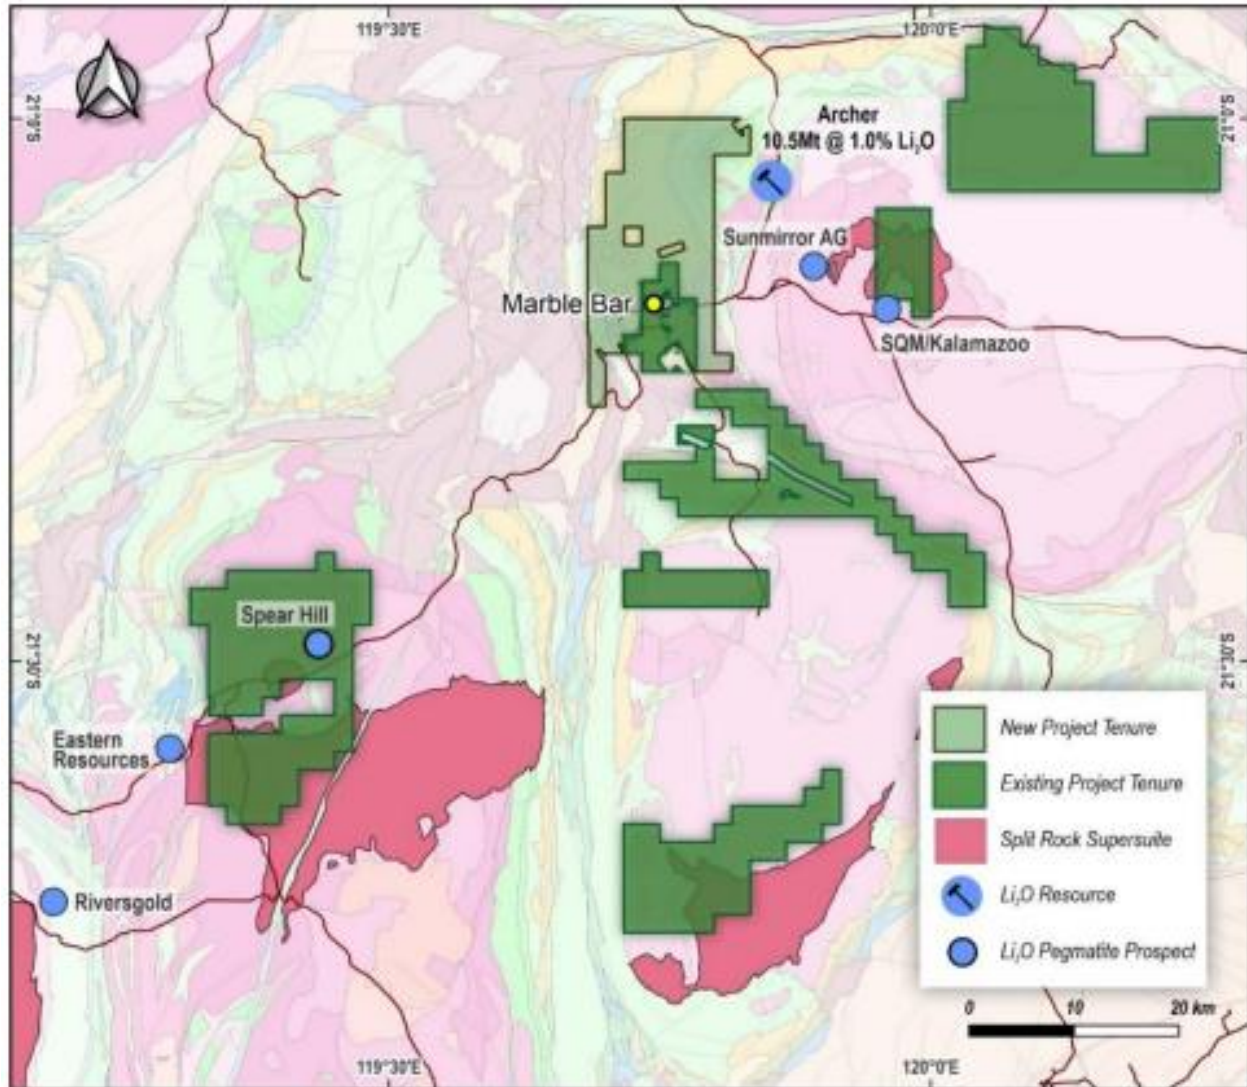 119°30'E
120°0'E
21°0'S
21°0'S
Archer
10.5Mt @ 1.0% Li₂O
Sunmirror AG
Marble Bar
SQM/Kalamazoo
Spear Hill
21°30'S
21°30'S
Eastern
Resources
Riversgold
New Project Tenure
Existing Project Tenure
Split Rock Supersuite
Li₂O Resource
Li₂O Pegmatite Prospect
0 10 20 km
119°30'E
120°0'E